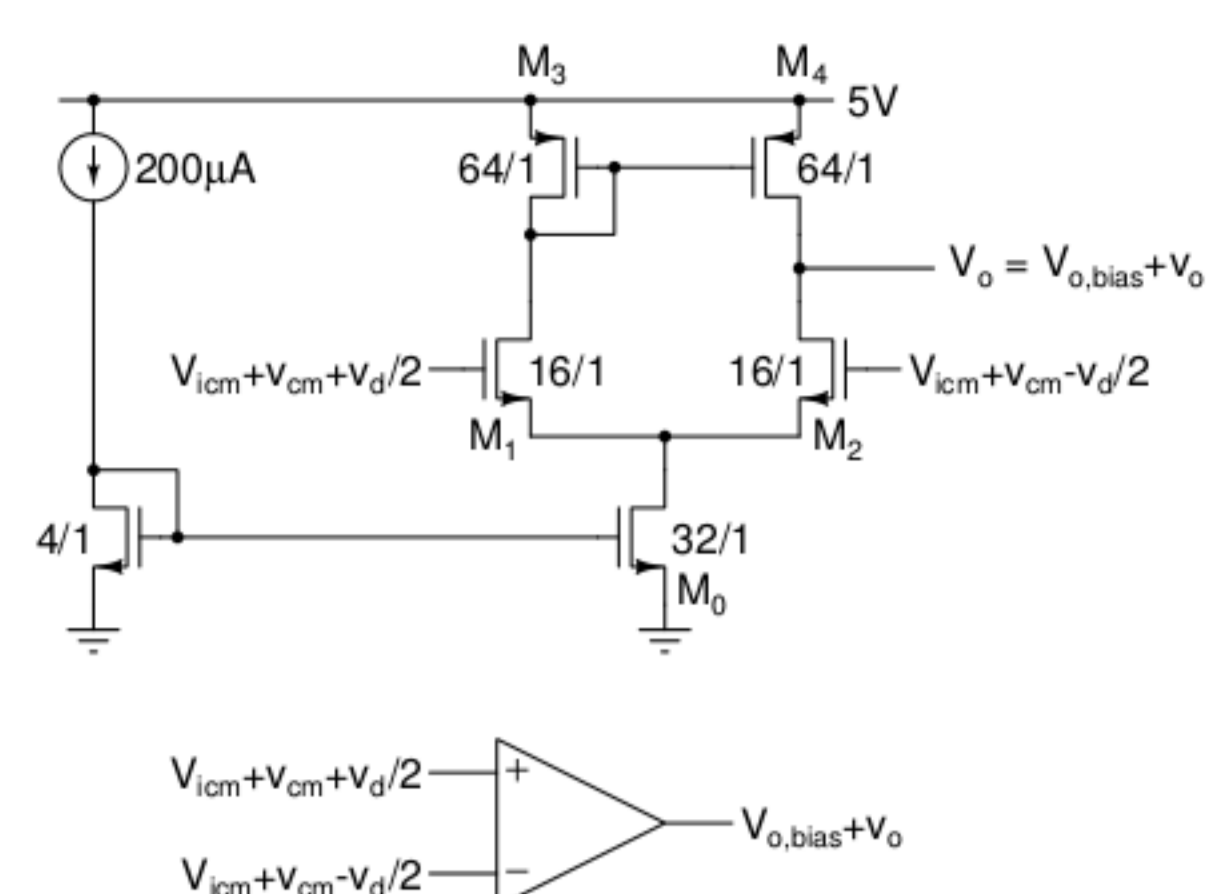 M₃ M₄
5V
200μA 64/1 64/1
Vₒ = Vₒ,bias+vₒ
Vicm+vcm+vd/2 16/1 16/1 Vicm+vcm-vd/2
M₁ M₂
4/1 32/1
M₀
Vicm+vcm+vd/2 +
Vo,bias+vo
Vicm+vcm-vd/2 −